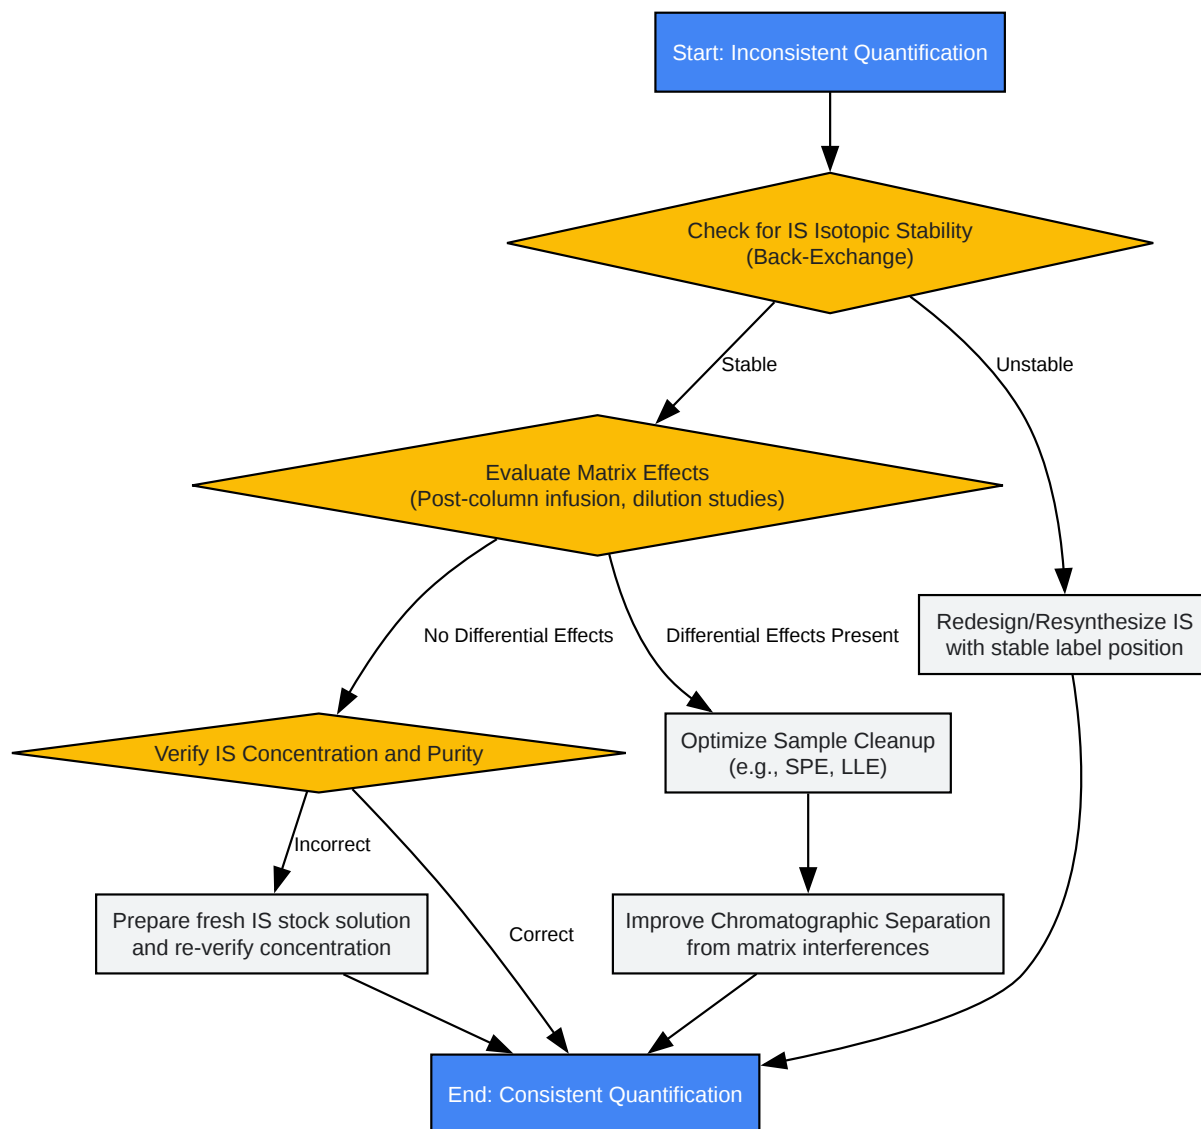 Start: Inconsistent Quantification
Check for IS Isotopic Stability
(Back-Exchange)
Stable
Unstable
Evaluate Matrix Effects
(Post-column infusion, dilution studies)
No Differential Effects
Differential Effects Present
Redesign/Resynthesize IS
with stable label position
Verify IS Concentration and Purity
Optimize Sample Cleanup
(e.g., SPE, LLE)
Incorrect
Prepare fresh IS stock solution
and re-verify concentration
Correct
Improve Chromatographic Separation
from matrix interferences
End: Consistent Quantification